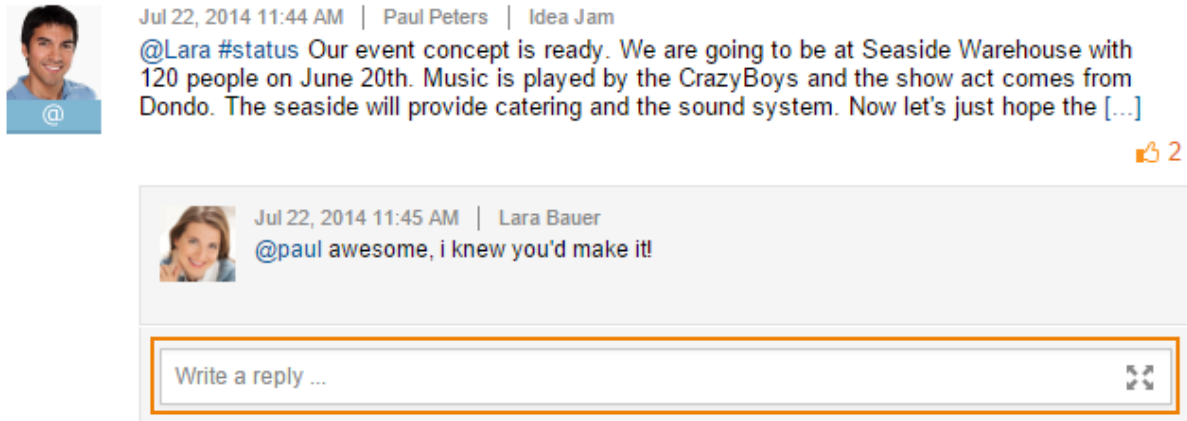 Jul 22, 2014 11:44 AM | Paul Peters | Idea Jam
@Lara #status Our event concept is ready. We are going to be at Seaside Warehouse with
120 people on June 20th. Music is played by the CrazyBoys and the show act comes from
Dondo. The seaside will provide catering and the sound system. Now let's just hope the [...]
@
2
Jul 22, 2014 11:45 AM | Lara Bauer
@paul awesome, i knew you'd make it!
Write a reply ...